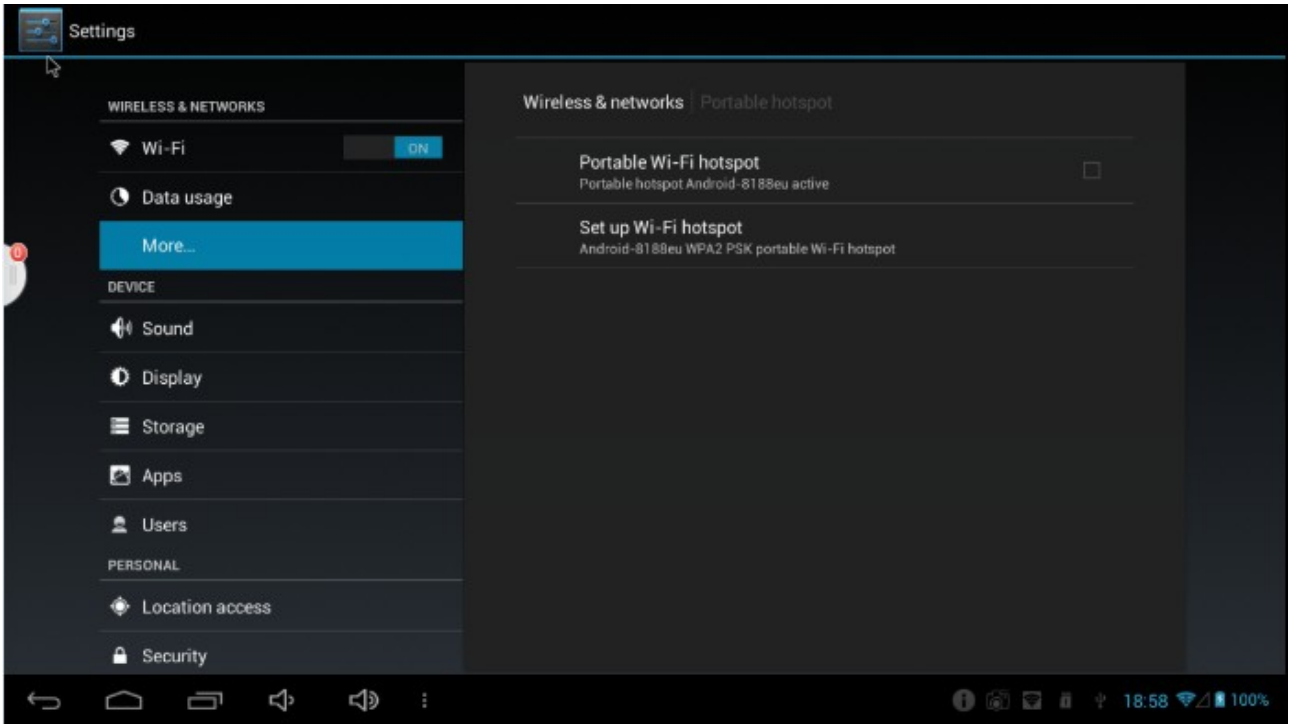 Settings
WIRELESS & NETWORKS
Wi-Fi
ON
Data usage
More...
0
DEVICE
Sound
Display
Storage
Apps
Users
PERSONAL
Location access
Security
Wireless & networks Portable hotspot
Portable Wi-Fi hotspot
Portable hotspot Android-8188eu active
Set up Wi-Fi hotspot
Android-8188eu WPA2 PSK portable Wi-Fi hotspot
18:58 100%